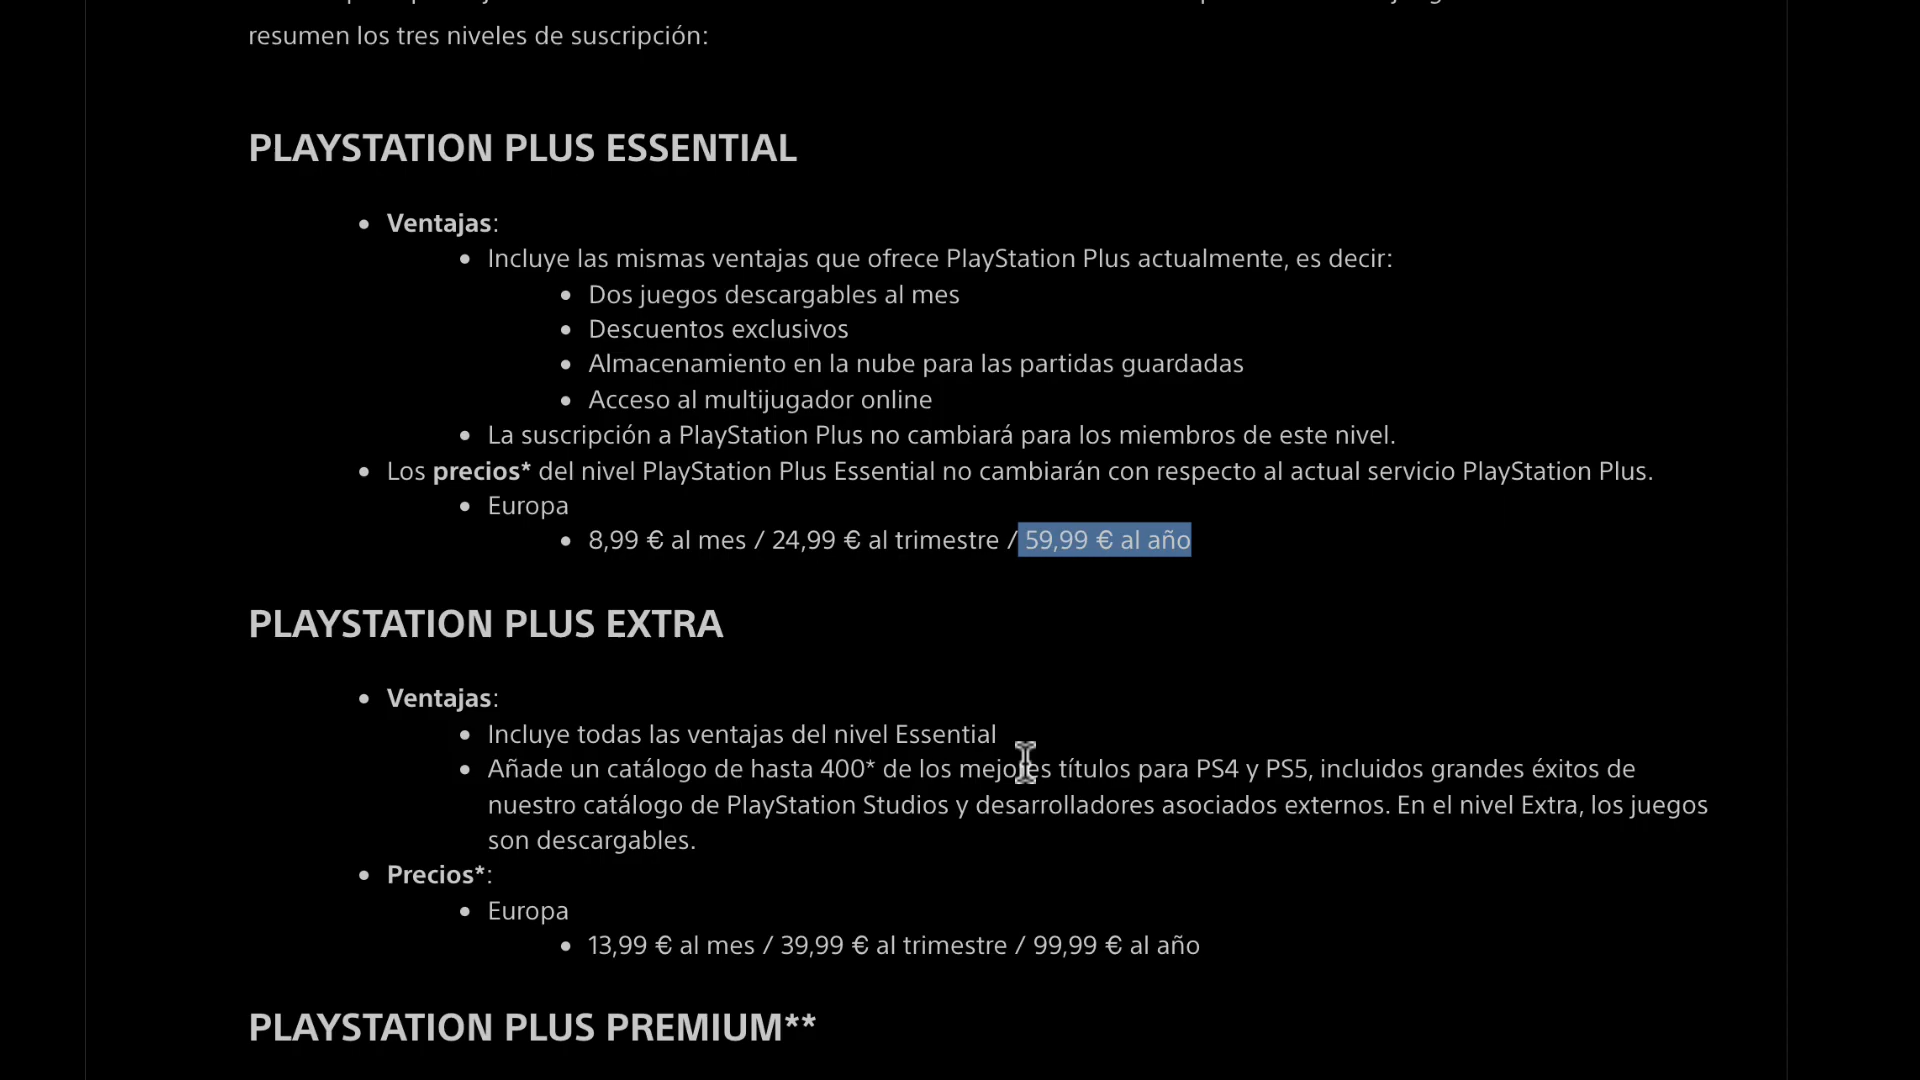 resumen los tres niveles de suscripción:
PLAYSTATION PLUS ESSENTIAL
• Ventajas:
• Incluye las mismas ventajas que ofrece PlayStation Plus actualmente, es decir:
• Dos juegos descargables al mes
• Descuentos exclusivos
• Almacenamiento en la nube para las partidas guardadas
• Acceso al multijugador online
• La suscripción a PlayStation Plus no cambiará para los miembros de este nivel.
• Los precios* del nivel PlayStation Plus Essential no cambiarán con respecto al actual servicio PlayStation Plus.
• Europa
• 8,99 € al mes / 24,99 € al trimestre / 59,99 € al año
PLAYSTATION PLUS EXTRA
• Ventajas:
• Incluye todas las ventajas del nivel Essential
• Añade un catálogo de hasta 400* de los mejores títulos para PS4 y PS5, incluidos grandes éxitos de
nuestro catálogo de PlayStation Studios y desarrolladores asociados externos. En el nivel Extra, los juegos
son descargables.
• Precios*:
• Europa
• 13,99 € al mes / 39,99 € al trimestre / 99,99 € al año
PLAYSTATION PLUS PREMIUM**